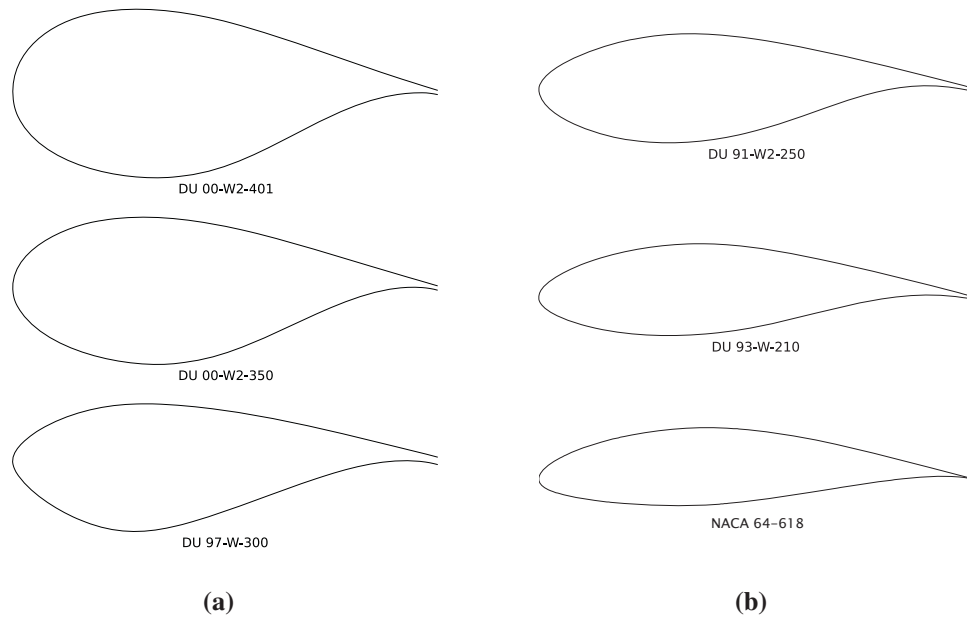 DU 00-W2-401
DU 00-W2-350
DU 97-W-300
(a)
DU 91-W2-250
DU 93-W-210
NACA 64-618
(b)